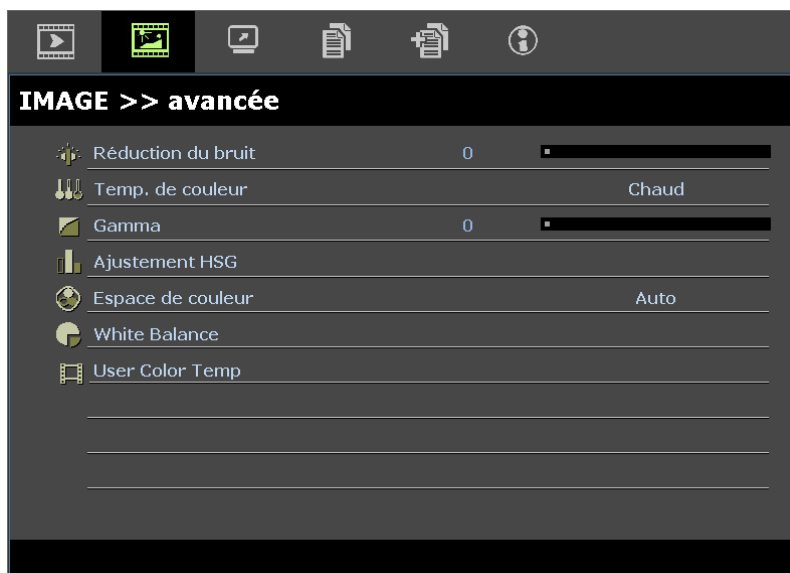 IMAGE >> avancée
Réduction du bruit 0
Temp. de couleur Chaud
Gamma 0
Ajustement HSG
Espace de couleur Auto
White Balance
User Color Temp